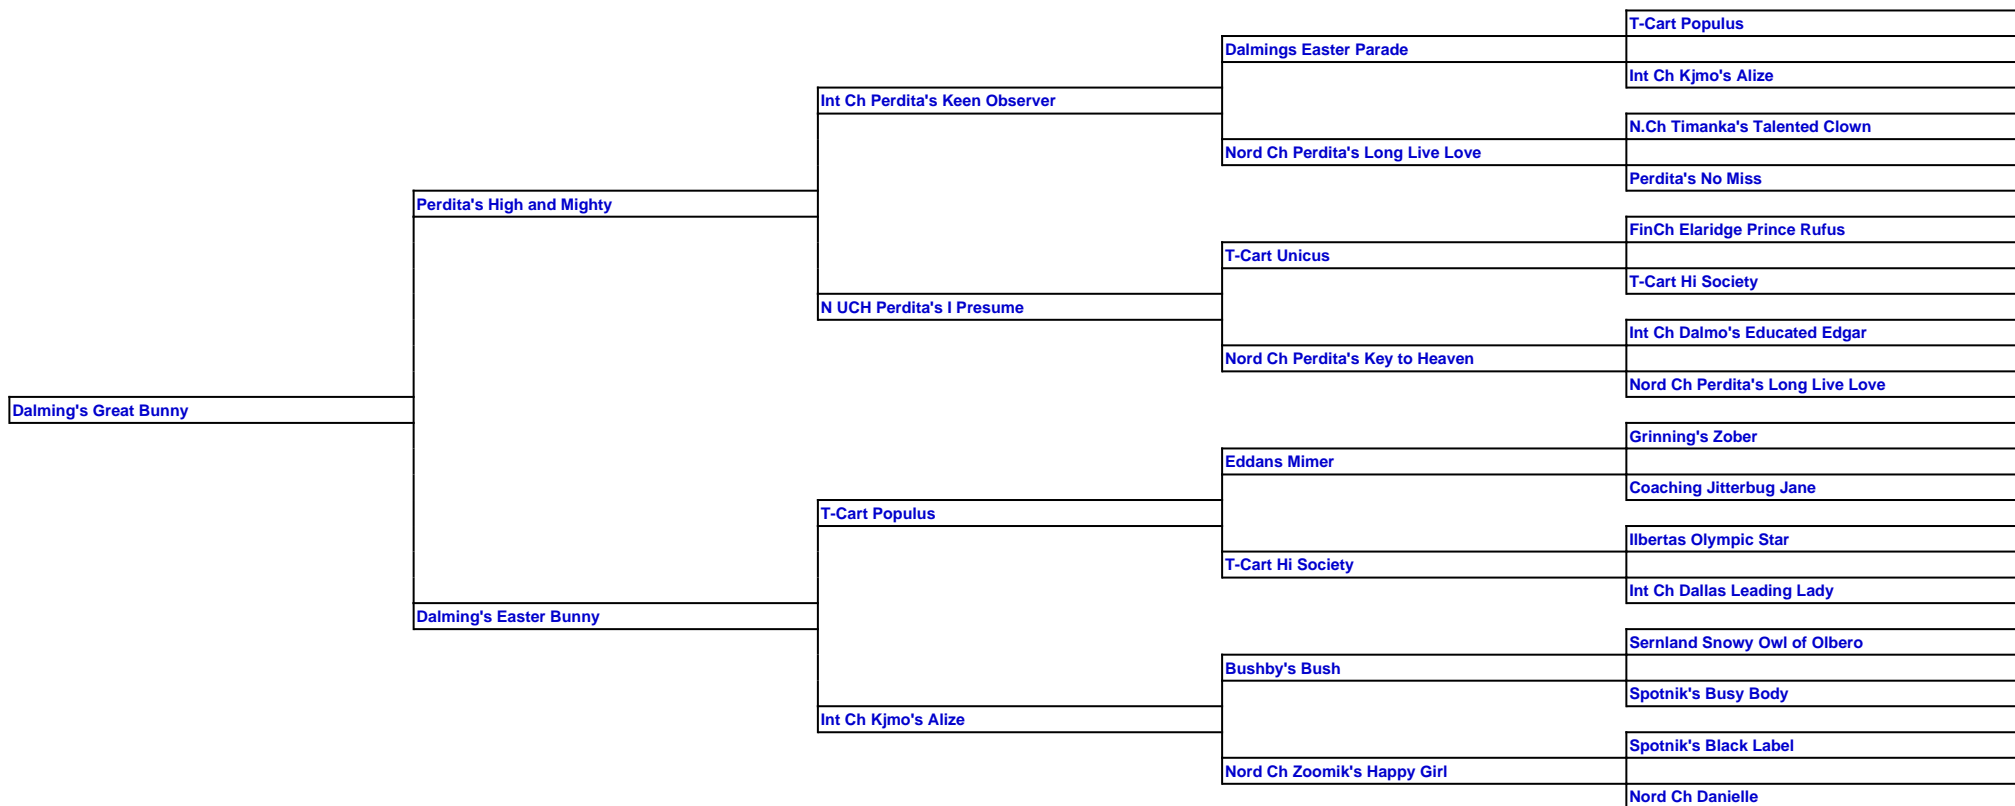 T-Cart Populus
Dalmings Easter Parade
Int Ch Kjmo's Alize
Int Ch Perdita's Keen Observer
N.Ch Timanka's Talented Clown
Nord Ch Perdita's Long Live Love
Perdita's No Miss
Perdita's High and Mighty
FinCh Elaridge Prince Rufus
T-Cart Unicus
T-Cart Hi Society
N UCH Perdita's I Presume
Int Ch Dalmo's Educated Edgar
Nord Ch Perdita's Key to Heaven
Nord Ch Perdita's Long Live Love
Dalming's Great Bunny
Grinning's Zober
Eddans Mimer
Coaching Jitterbug Jane
T-Cart Populus
Ilbertas Olympic Star
T-Cart Hi Society
Int Ch Dallas Leading Lady
Dalming's Easter Bunny
Sernland Snowy Owl of Olbero
Bushby's Bush
Spotnik's Busy Body
Int Ch Kjmo's Alize
Spotnik's Black Label
Nord Ch Zoomik's Happy Girl
Nord Ch Danielle